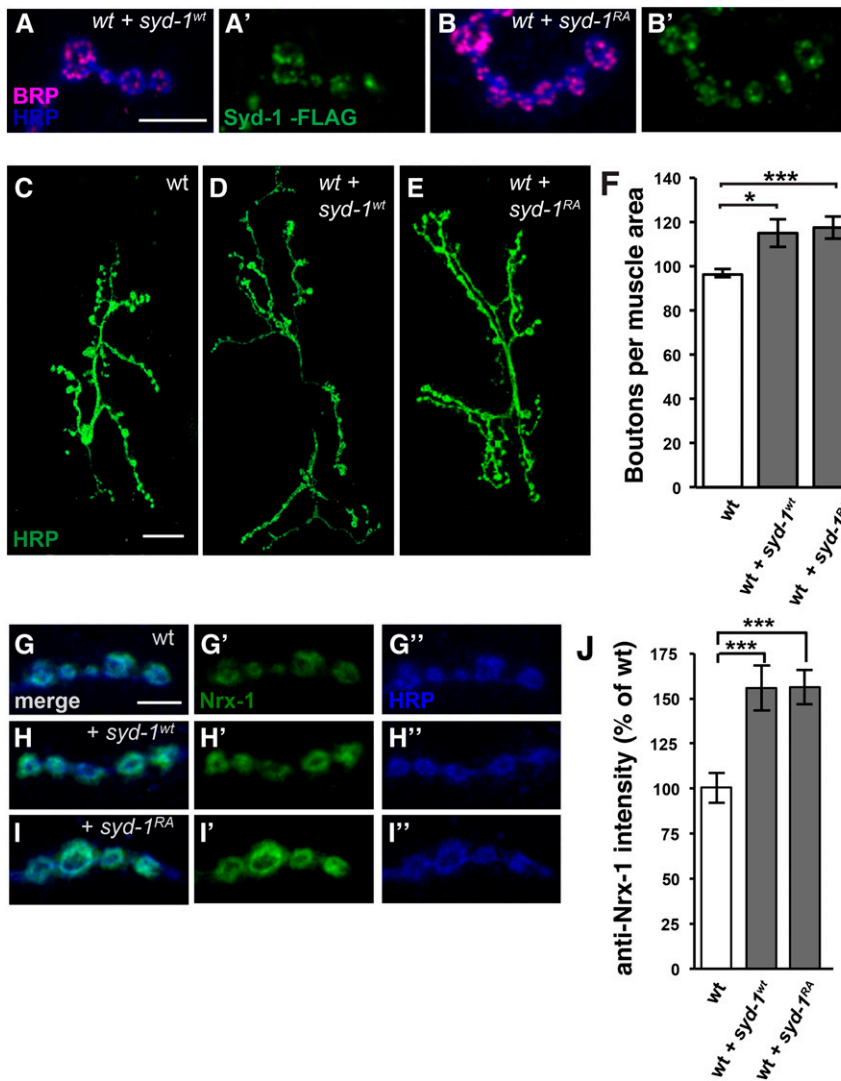 A wt + syd-1wt
A'
B wt + syd-1RA
B'
BRP
HRP
Syd-1 -FLAG
C wt
D wt +
syd-1wt
E wt +
syd-1RA
HRP
F
***
*
Boutons per muscle area
140
120
100
80
60
40
20
0
wt
wt + syd-1wt
wt + syd-1R
G wt
G'
G''
merge
Nrx-1
HRP
H + syd-1wt
H'
H''
I + syd-1RA
I'
I''
J
***
***
anti-Nrx-1 intensity (% of wt)
175
150
125
100
75
50
25
0
wt
wt + syd-1wt
wt + syd-1RA